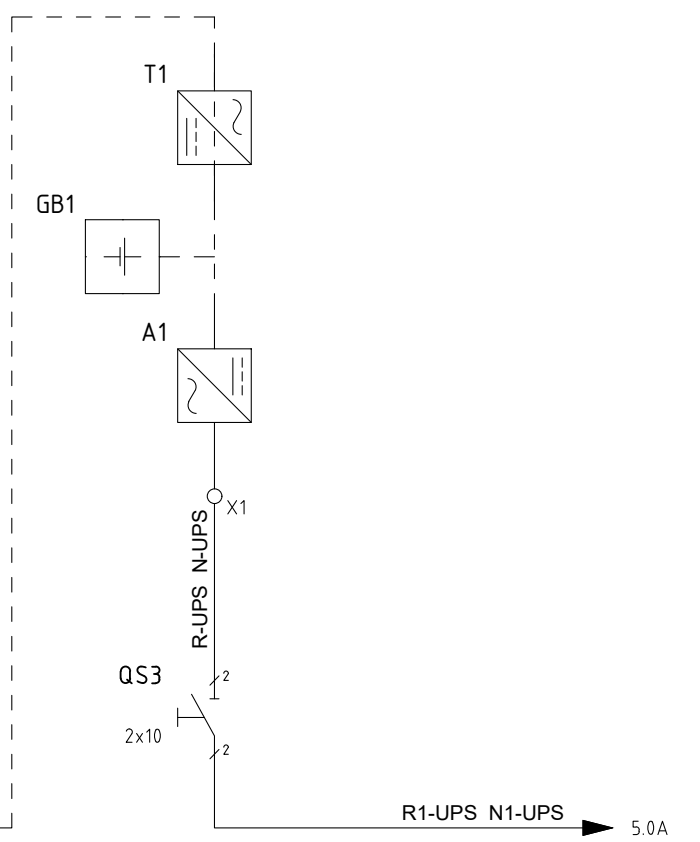 T1
GB1
A1
X1
R-UPS N-UPS
QS3
2
2x10
2
R1-UPS N1-UPS
5.0A